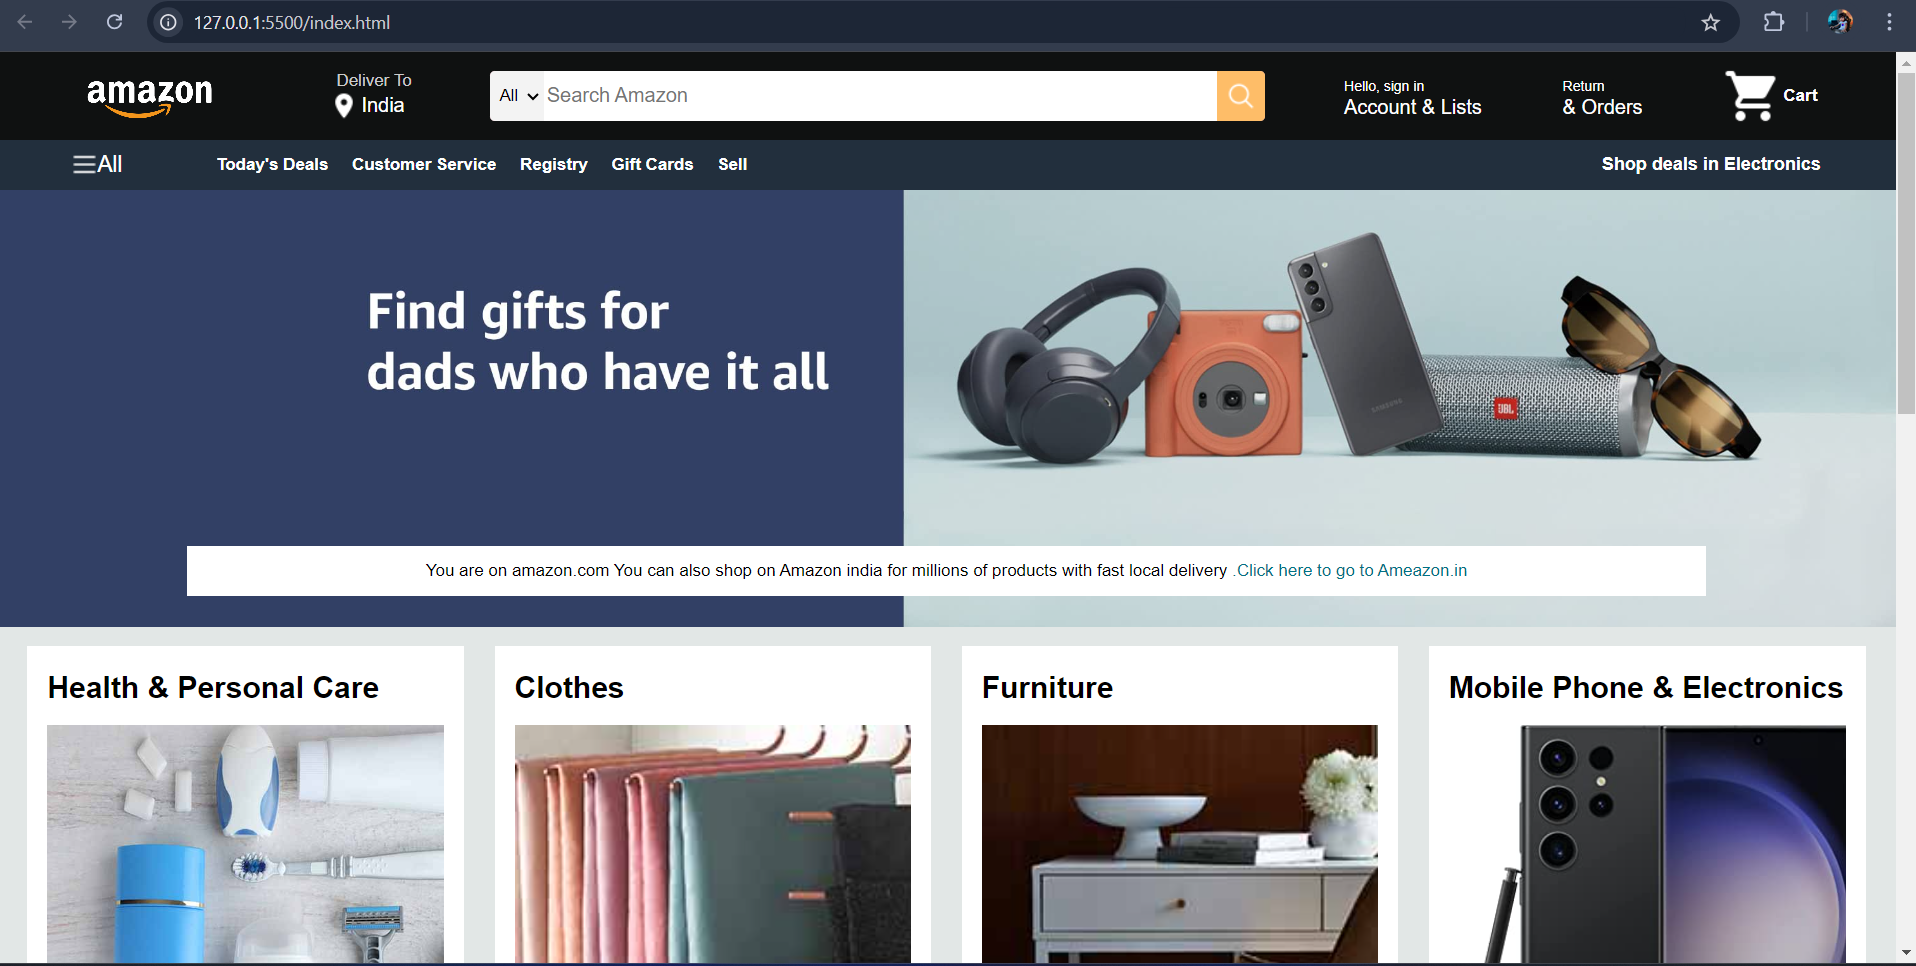 127.0.0.1:5500/index.html
amazon
Deliver To
India
All
Search Amazon
Hello, sign in
Account & Lists
Return
& Orders
Cart
All
Today's Deals
Customer Service
Registry
Gift Cards
Sell
Shop deals in Electronics
Find gifts for
dads who have it all
SAMSUNG
JBL
You are on amazon.com You can also shop on Amazon india for millions of products with fast local delivery .Click here to go to Ameazon.in
Health & Personal Care
Clothes
Furniture
Mobile Phone & Electronics